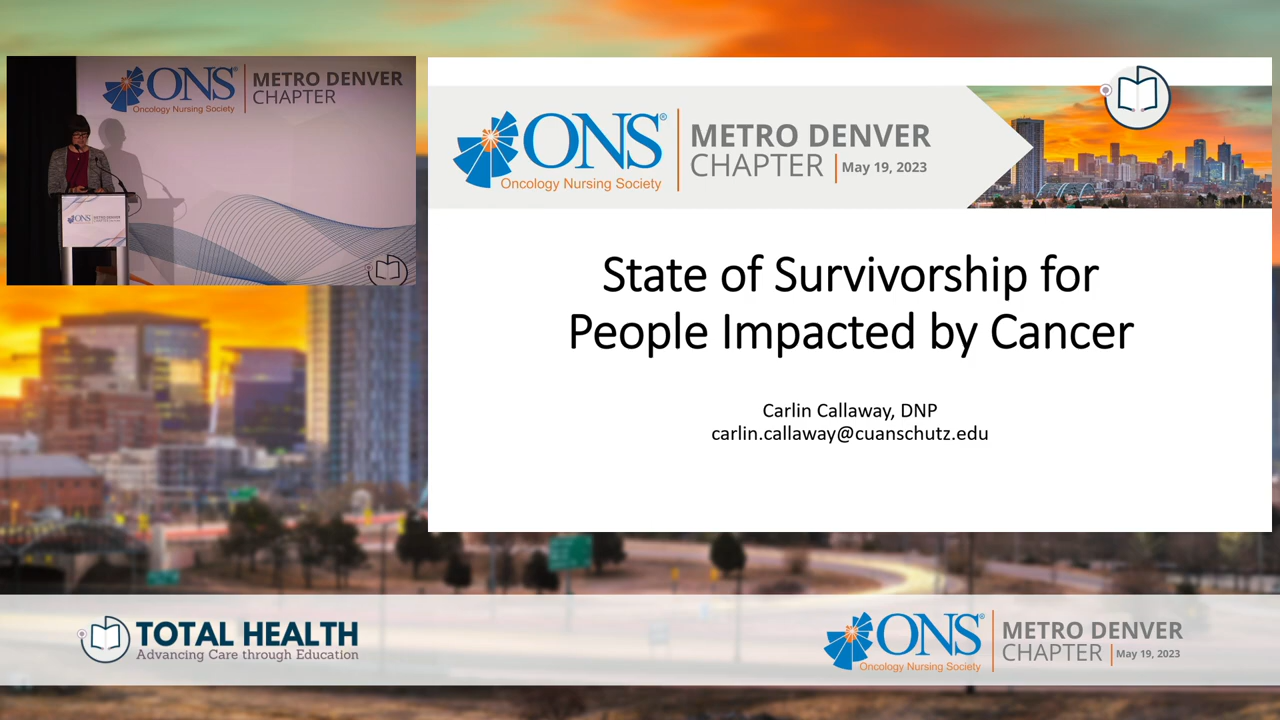 ONS®
Oncology Nursing Society
METRO DENVER
CHAPTER
ONS
ONS®
Oncology Nursing Society
METRO DENVER
CHAPTER
May 19, 2023
State of Survivorship for
People Impacted by Cancer
Carlin Callaway, DNP
carlin.callaway@cuanschutz.edu
TOTAL HEALTH
Advancing Care through Education
ONS®
Oncology Nursing Society
METRO DENVER
CHAPTER
May 19, 2023